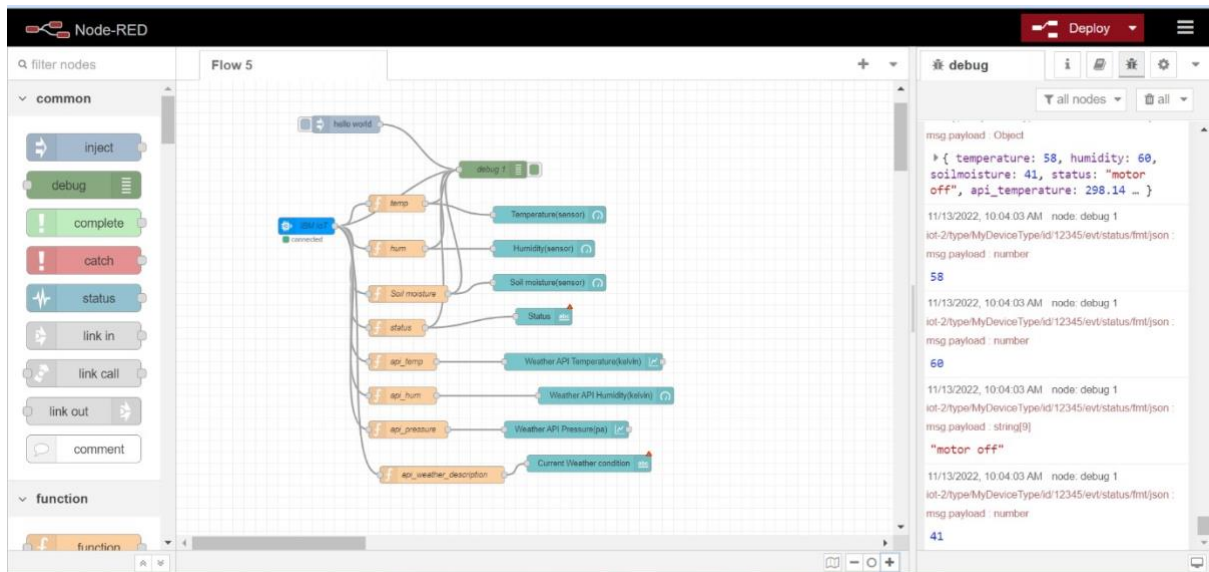 Node-RED
Deploy
filter nodes
common
inject
debug
complete
catch
status
link in
link call
link out
comment
function
function
Flow 5
hello world
debug 1
temp
Temperature(sensor)
IBM IoT
connected
hum
Humidity(sensor)
Soil moisture
Soil moisture(sensor)
Status
abc
status
api_temp
Weather API Temperature(kelvin)
api_hum
Weather API Humidity(kelvin)
api_pressure
Weather API Pressure(pa)
api_weather_description
Current Weather condition
abc
debug
i
all nodes
all
msg.payload : Object
{ temperature: 58, humidity: 60,
soilmoisture: 41, status: "motor
off", api_temperature: 298.14 … }
11/13/2022, 10:04:03 AM node: debug 1
iot-2/type/MyDeviceType/id/12345/evt/status/fmt/json :
msg.payload : number
58
11/13/2022, 10:04:03 AM node: debug 1
iot-2/type/MyDeviceType/id/12345/evt/status/fmt/json :
msg.payload : number
60
11/13/2022, 10:04:03 AM node: debug 1
iot-2/type/MyDeviceType/id/12345/evt/status/fmt/json :
msg.payload : string[9]
"motor off"
11/13/2022, 10:04:03 AM node: debug 1
iot-2/type/MyDeviceType/id/12345/evt/status/fmt/json :
msg.payload : number
41